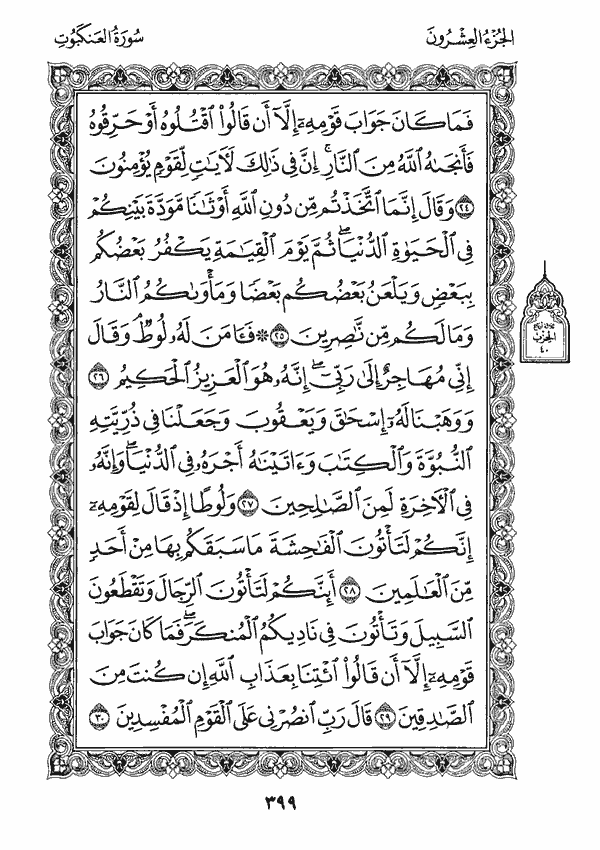 الجُزْءُ العِشْرُونَ
سُورَةُ العَنكَبُوتِ
فَمَا كَانَ جَوَابَ قَوْمِهِۦٓ إِلَّآ أَن قَالُوا۟ ٱقْتُلُوهُ أَوْ حَرِّقُوهُ
فَأَنجَىٰهُ ٱللَّهُ مِنَ ٱلنَّارِ ۚ إِنَّ فِى ذَٰلِكَ لَءَايَٰتٍ لِّقَوْمٍ يُؤْمِنُونَ
٢٤ وَقَالَ إِنَّمَا ٱتَّخَذْتُم مِّن دُونِ ٱللَّهِ أَوْثَٰنًا مَّوَدَّةَ بَيْنِكُمْ
فِى ٱلْحَيَوٰةِ ٱلدُّنْيَا ۖ ثُمَّ يَوْمَ ٱلْقِيَٰمَةِ يَكْفُرُ بَعْضُكُم
بِبَعْضٍ وَيَلْعَنُ بَعْضُكُم بَعْضًا وَمَأْوَىٰكُمُ ٱلنَّارُ
وَمَا لَكُم مِّن نَّٰصِرِينَ ٢٥ ۞ فَـَٔامَنَ لَهُۥ لُوطٌ ۘ وَقَالَ
إِنِّى مُهَاجِرٌ إِلَىٰ رَبِّىٓ ۖ إِنَّهُۥ هُوَ ٱلْعَزِيزُ ٱلْحَكِيمُ ٢٦
وَوَهَبْنَا لَهُۥٓ إِسْحَٰقَ وَيَعْقُوبَ وَجَعَلْنَا فِى ذُرِّيَّتِهِ
ٱلنُّبُوَّةَ وَٱلْكِتَٰبَ وَءَاتَيْنَٰهُ أَجْرَهُۥ فِى ٱلدُّنْيَا ۖ وَإِنَّهُۥ
فِى ٱلْءَاخِرَةِ لَمِنَ ٱلصَّٰلِحِينَ ٢٧ وَلُوطًا إِذْ قَالَ لِقَوْمِهِۦٓ
إِنَّكُمْ لَتَأْتُونَ ٱلْفَٰحِشَةَ مَا سَبَقَكُم بِهَا مِنْ أَحَدٍ
مِّنَ ٱلْعَٰلَمِينَ ٢٨ أَئِنَّكُمْ لَتَأْتُونَ ٱلرِّجَالَ وَتَقْطَعُونَ
ٱلسَّبِيلَ وَتَأْتُونَ فِى نَادِيكُمُ ٱلْمُنكَرَ ۖ فَمَا كَانَ جَوَابَ
قَوْمِهِۦٓ إِلَّآ أَن قَالُوا۟ ٱئْتِنَا بِعَذَابِ ٱللَّهِ إِن كُنتَ مِنَ
ٱلصَّٰدِقِينَ ٢٩ قَالَ رَبِّ ٱنصُرْنِى عَلَى ٱلْقَوْمِ ٱلْمُفْسِدِينَ ٣٠
الحِزْب
٤٠
٣٩٩